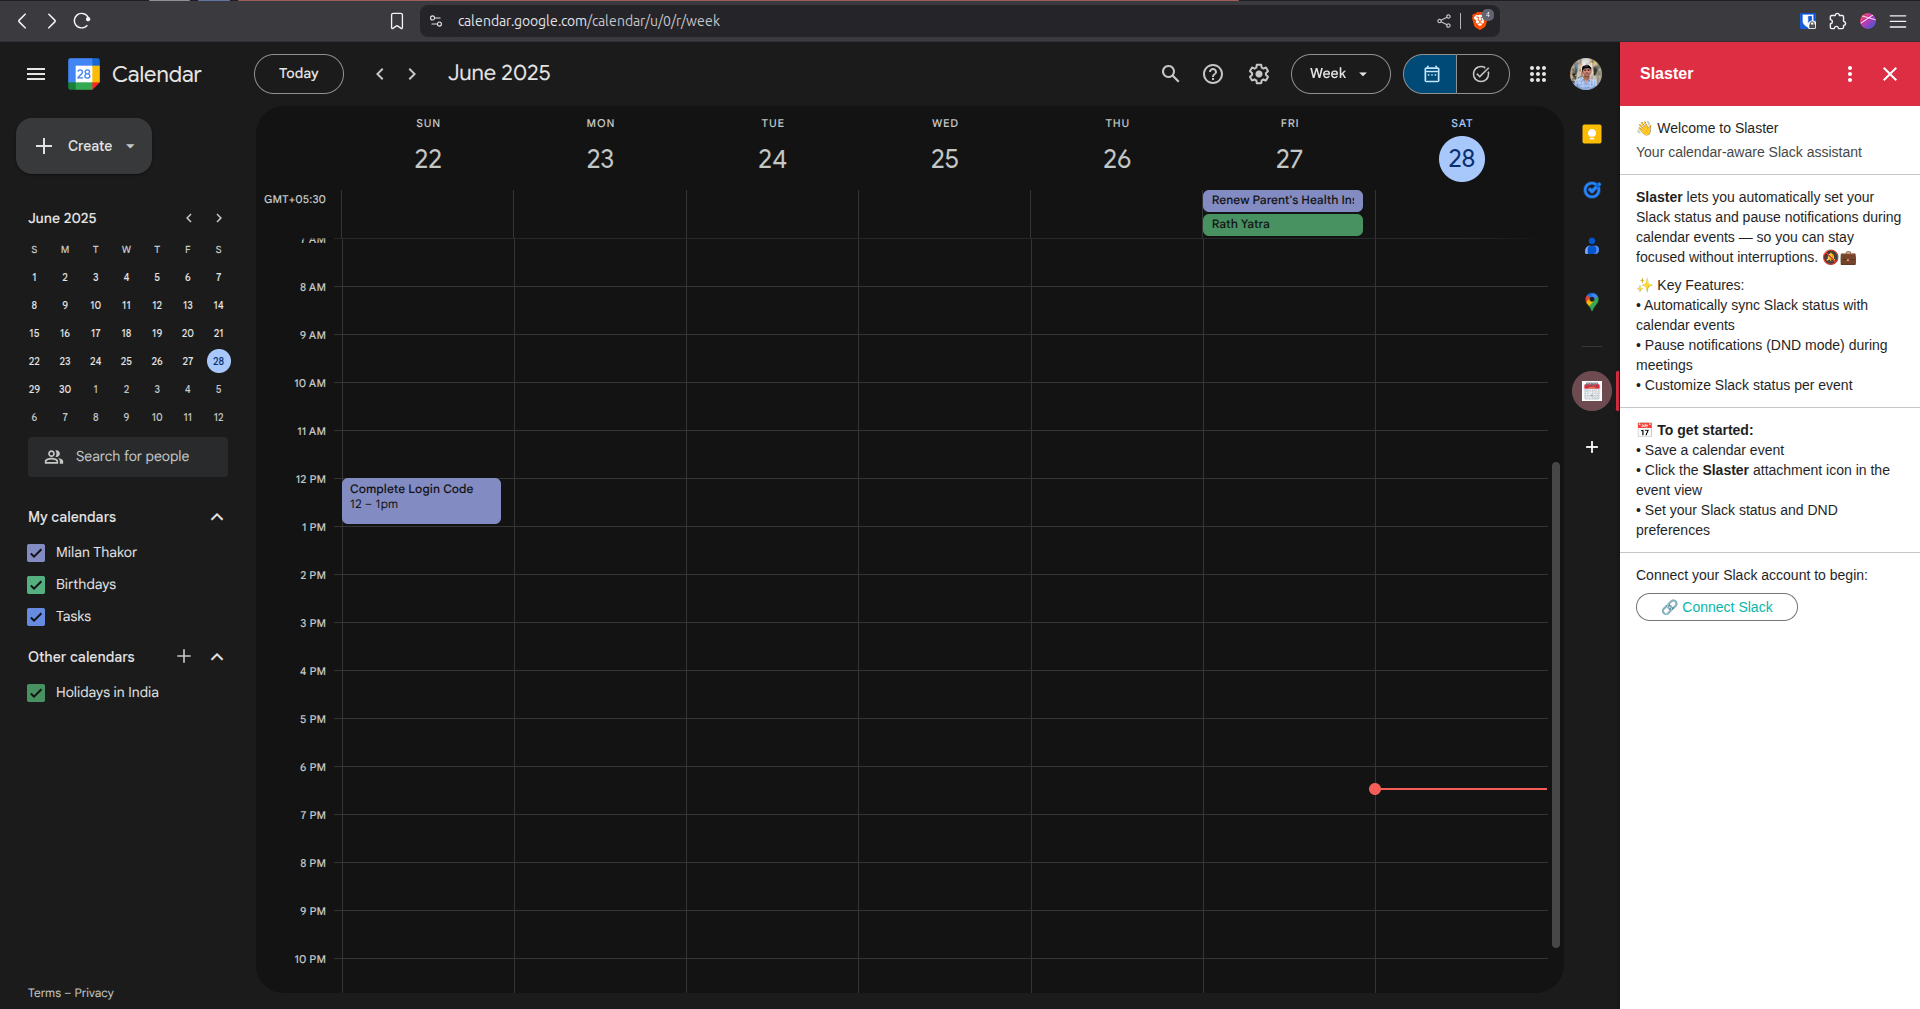 calendar.google.com/calendar/u/0/r/week
4
28
Calendar
Today
June 2025
Week
Create
June 2025
S M T W T F S
1 2 3 4 5 6 7
8 9 10 11 12 13 14
15 16 17 18 19 20 21
22 23 24 25 26 27 28
29 30 1 2 3 4 5
6 7 8 9 10 11 12
Search for people
My calendars
Milan Thakor
Birthdays
Tasks
Other calendars
Holidays in India
Terms – Privacy
SUN MON TUE WED THU FRI SAT
22 23 24 25 26 27 28
GMT+05:30
Renew Parent's Health In
Rath Yatra
7 AM
8 AM
9 AM
10 AM
11 AM
12 PM
Complete Login Code
12 – 1pm
1 PM
2 PM
3 PM
4 PM
5 PM
6 PM
7 PM
8 PM
9 PM
10 PM
Slaster
👋 Welcome to Slaster
Your calendar-aware Slack assistant
Slaster lets you automatically set your
Slack status and pause notifications during
calendar events — so you can stay
focused without interruptions. 🔕💼
✨ Key Features:
• Automatically sync Slack status with
calendar events
• Pause notifications (DND mode) during
meetings
• Customize Slack status per event
📅 To get started:
• Save a calendar event
• Click the Slaster attachment icon in the
event view
• Set your Slack status and DND
preferences
Connect your Slack account to begin:
🔗 Connect Slack